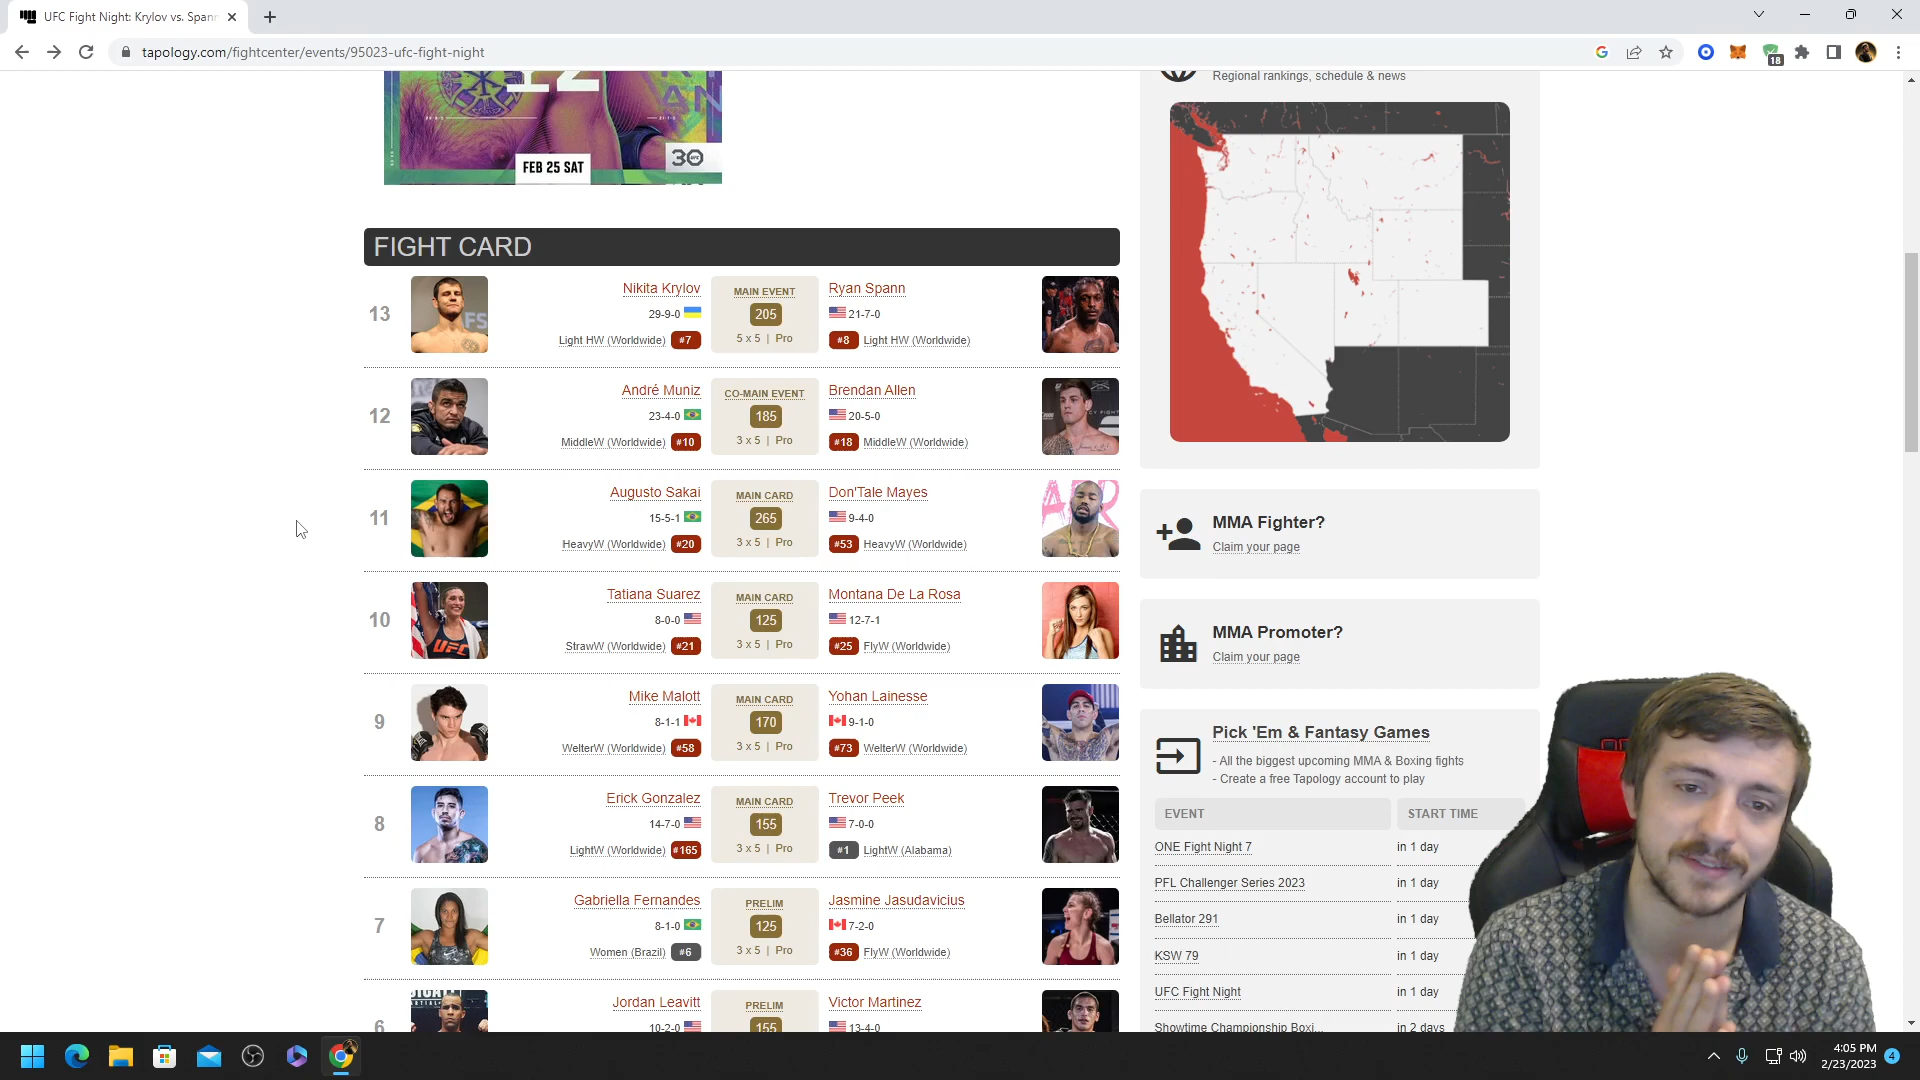 UFC Fight Night: Krylov vs. Spann
tapology.com/fightcenter/events/95023-ufc-fight-night
18
FEB 25 SAT
30
Regional rankings, schedule & news
FIGHT CARD
13
Nikita Krylov
29-9-0
Light HW (Worldwide) #7
MAIN EVENT
205
5 x 5 | Pro
Ryan Spann
21-7-0
#8 Light HW (Worldwide)
12
André Muniz
23-4-0
MiddleW (Worldwide) #10
CO-MAIN EVENT
185
3 x 5 | Pro
Brendan Allen
20-5-0
#18 MiddleW (Worldwide)
11
Augusto Sakai
15-5-1
HeavyW (Worldwide) #20
MAIN CARD
265
3 x 5 | Pro
Don'Tale Mayes
9-4-0
#53 HeavyW (Worldwide)
10
Tatiana Suarez
8-0-0
StrawW (Worldwide) #21
MAIN CARD
125
3 x 5 | Pro
Montana De La Rosa
12-7-1
#25 FlyW (Worldwide)
UFC
9
Mike Malott
8-1-1
WelterW (Worldwide) #58
MAIN CARD
170
3 x 5 | Pro
Yohan Lainesse
9-1-0
#73 WelterW (Worldwide)
8
Erick Gonzalez
14-7-0
LightW (Worldwide) #165
MAIN CARD
155
3 x 5 | Pro
Trevor Peek
7-0-0
#1 LightW (Alabama)
7
Gabriella Fernandes
8-1-0
Women (Brazil) #6
PRELIM
125
3 x 5 | Pro
Jasmine Jasudavicius
7-2-0
#36 FlyW (Worldwide)
6
Jordan Leavitt
10-2-0
PRELIM
155
Victor Martinez
13-4-0
MMA Fighter?
Claim your page
MMA Promoter?
Claim your page
Pick 'Em & Fantasy Games
- All the biggest upcoming MMA & Boxing fights
- Create a free Tapology account to play
EVENT START TIME
ONE Fight Night 7 in 1 day
PFL Challenger Series 2023 in 1 day
Bellator 291 in 1 day
KSW 79 in 1 day
UFC Fight Night in 1 day
Showtime Championship Boxi... in 2 days
4:05 PM
2/23/2023
4